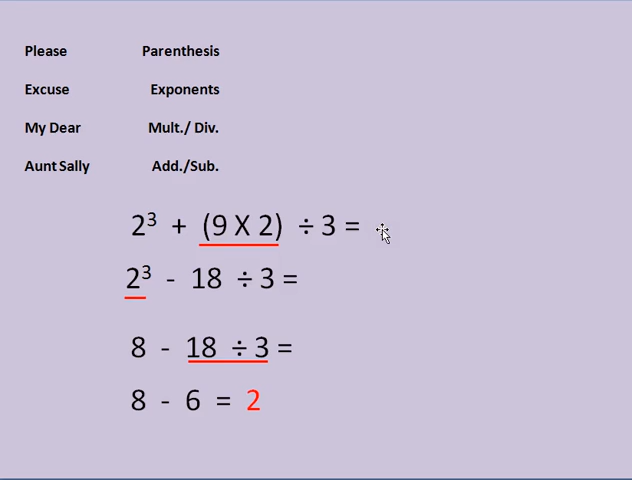 Please Parenthesis
Excuse Exponents
My Dear Mult./ Div.
Aunt Sally Add./Sub.
2³ + (9 X 2) ÷ 3 =
2³ - 18 ÷ 3 =
8 - 18 ÷ 3 =
8 - 6 = 2